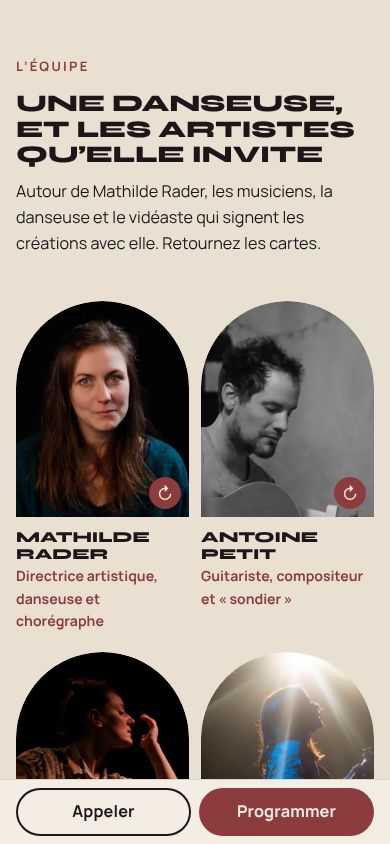 L'ÉQUIPE
UNE DANSEUSE,
ET LES ARTISTES
QU'ELLE INVITE
Autour de Mathilde Rader, les musiciens, la
danseuse et le vidéaste qui signent les
créations avec elle. Retournez les cartes.
MATHILDE
RADER
Directrice artistique,
danseuse et
chorégraphe
ANTOINE
PETIT
Guitariste, compositeur
et « sondier »
Appeler
Programmer